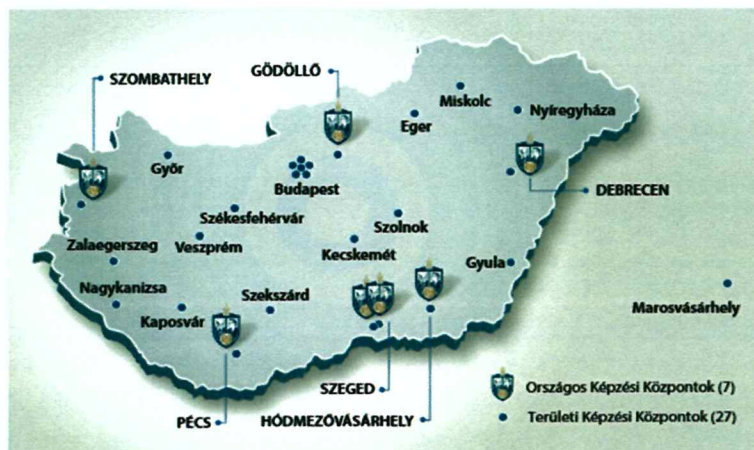 SZOMBATHELY
GÖDÖLLŐ
Miskolc
Nyíregyháza
Eger
Győr
Budapest
DEBRECEN
Székesfehérvár
Szolnok
Zalaegerszeg
Veszprém
Kecskemét
Gyula
Nagykanizsa
Szekszárd
Kaposvár
Marosvásárhely
SZEGED
PÉCS
HÓDMEZŐVÁSÁRHELY
Országos Képzési Központok (7)
Területi Képzési Központok (27)